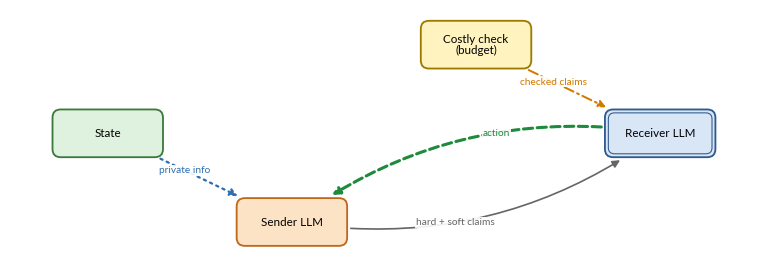 Costly check
(budget)
checked claims
State
action
Receiver LLM
private info
Sender LLM
hard + soft claims